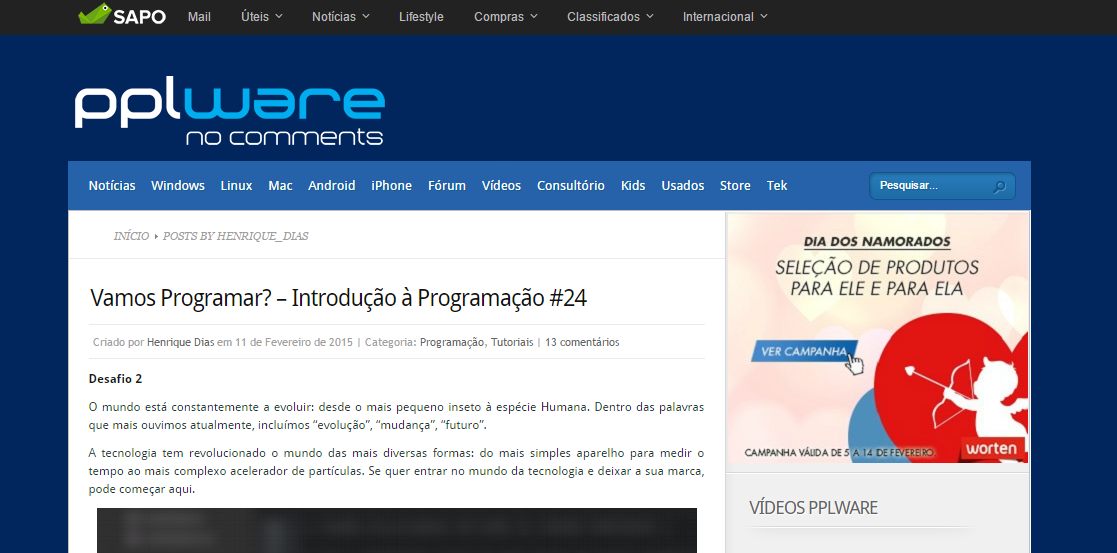 SAPO Mail Úteis Notícias Lifestyle Compras Classificados Internacional
pplware
no comments
Notícias Windows Linux Mac Android iPhone Fórum Vídeos Consultório Kids Usados Store Tek Pesquisar...
INÍCIO POSTS BY HENRIQUE_DIAS
Vamos Programar? – Introdução à Programação #24
Criado por Henrique Dias em 11 de Fevereiro de 2015 | Categoria: Programação, Tutoriais | 13 comentários
Desafio 2
O mundo está constantemente a evoluir: desde o mais pequeno inseto à espécie Humana. Dentro das palavras
que mais ouvimos atualmente, incluímos “evolução”, “mudança”, “futuro”.
A tecnologia tem revolucionado o mundo das mais diversas formas: do mais simples aparelho para medir o
tempo ao mais complexo acelerador de partículas. Se quer entrar no mundo da tecnologia e deixar a sua marca,
pode começar aqui.
DIA DOS NAMORADOS
SELEÇÃO DE PRODUTOS
PARA ELE E PARA ELA
VER CAMPANHA
worten
CAMPANHA VÁLIDA DE 5 A 14 DE FEVEREIRO
VÍDEOS PPLWARE